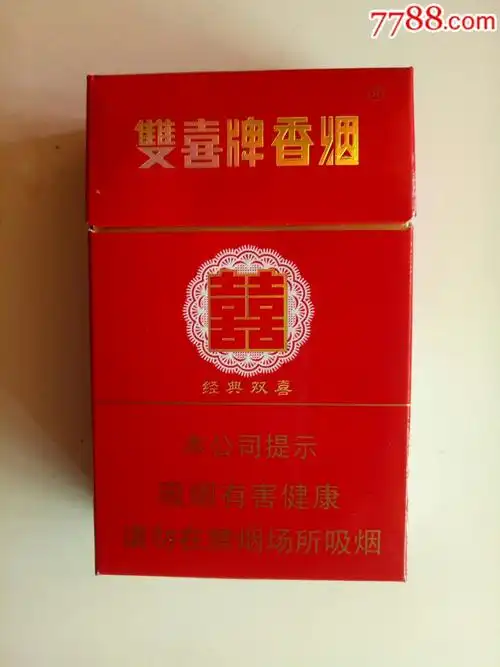 7788.com
雙喜牌香烟
囍
经典双喜
本公司提示
吸烟有害健康
请勿在禁烟场所吸烟